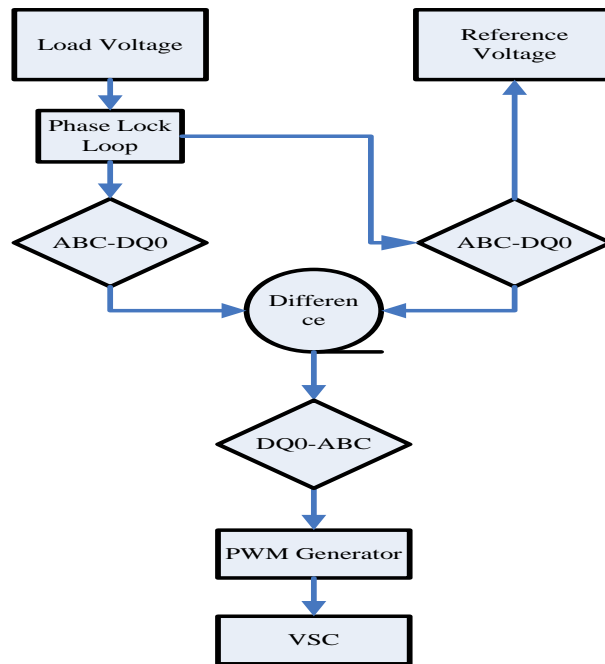 Load Voltage
Reference
Voltage
Phase Lock
Loop
ABC-DQ0
ABC-DQ0
Differen
ce
DQ0-ABC
PWM Generator
VSC